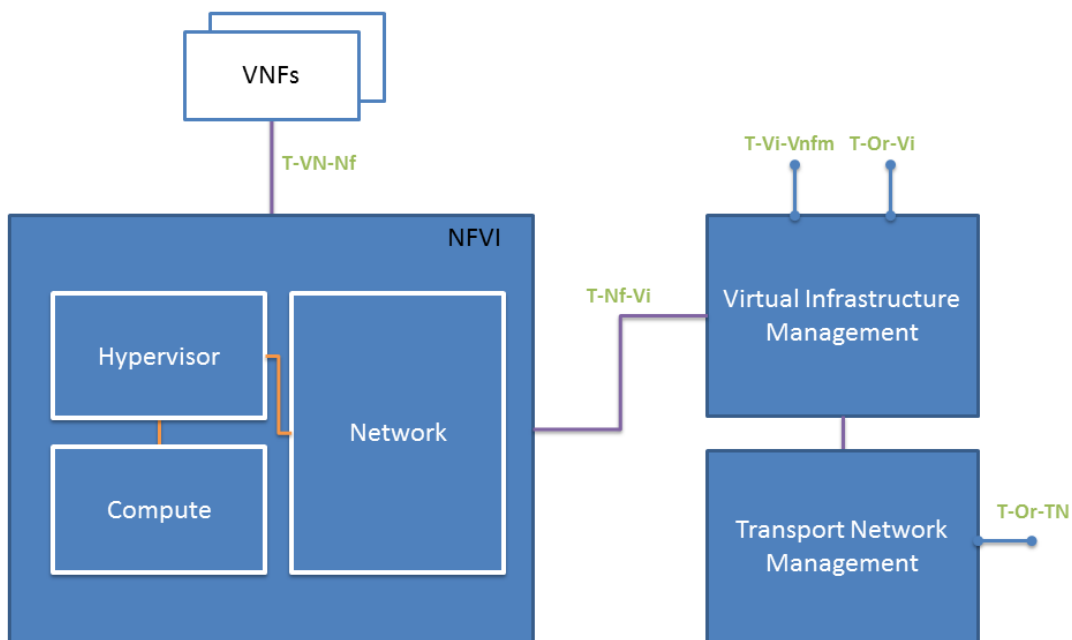 VNFs
T-VN-Nf
T-Vi-Vnfm
T-Or-Vi
NFVI
T-Nf-Vi
Virtual Infrastructure
Management
Hypervisor
Network
Compute
Transport Network
Management
T-Or-TN